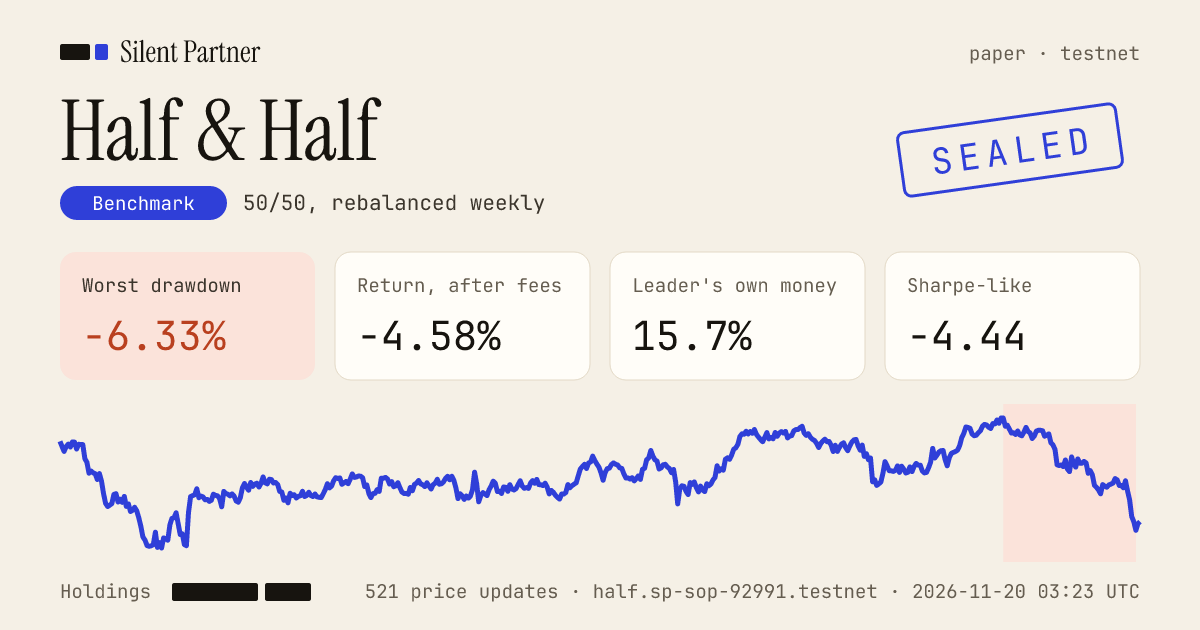 Silent Partner
paper · testnet
Half & Half
SEALED
Benchmark 50/50, rebalanced weekly
Worst drawdown
-6.33%
Return, after fees
-4.58%
Leader's own money
15.7%
Sharpe-like
-4.44
Holdings 521 price updates · half.sp-sop-92991.testnet · 2026-11-20 03:23 UTC